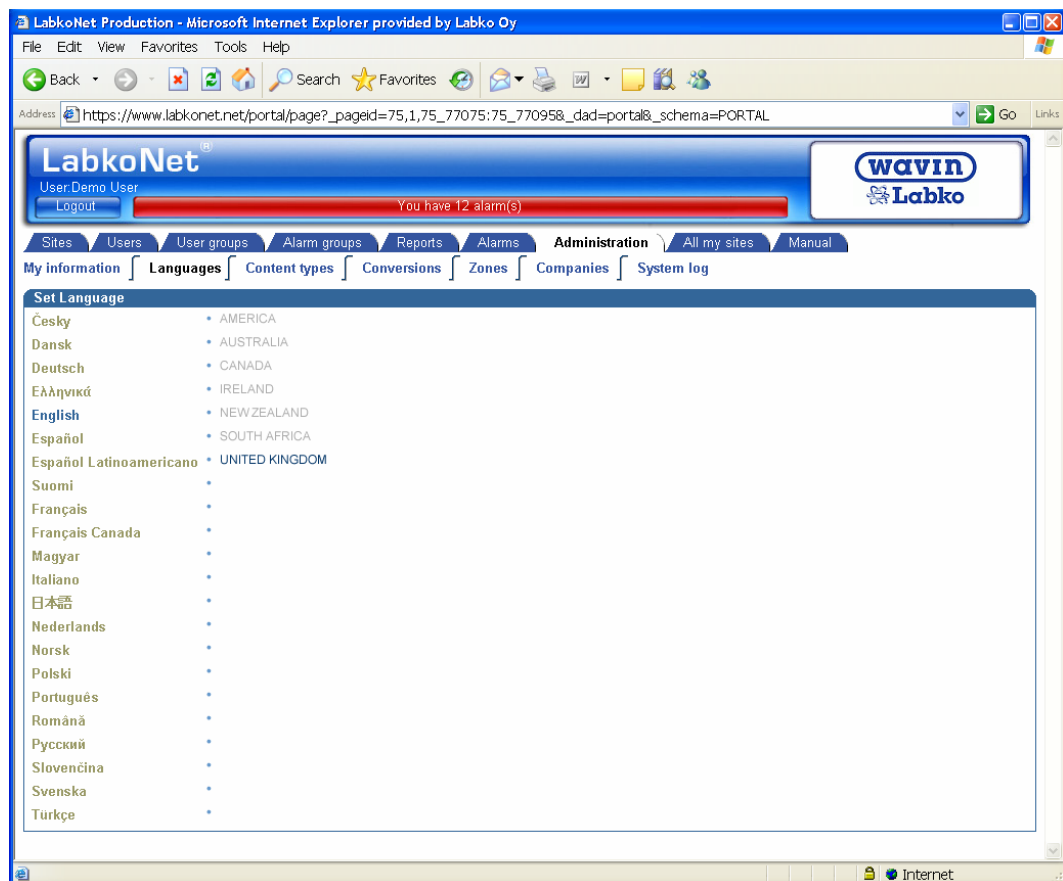 LabkoNet Production - Microsoft Internet Explorer provided by Labko Oy
File Edit View Favorites Tools Help
Back Search Favorites
Address https://www.labkonet.net/portal/page?_pageid=75,1,75_77075:75_77095&_dad=portal&_schema=PORTAL Go Links
LabkoNet®
User:Demo User
Logout You have 12 alarm(s)
wavin
Labko
Sites Users User groups Alarm groups Reports Alarms Administration All my sites Manual
My information Languages Content types Conversions Zones Companies System log
Set Language
Česky • AMERICA
Dansk • AUSTRALIA
Deutsch • CANADA
Ελληνικά • IRELAND
English • NEW ZEALAND
Español • SOUTH AFRICA
Español Latinoamericano • UNITED KINGDOM
Suomi •
Français •
Français Canada •
Magyar •
Italiano •
日本語 •
Nederlands •
Norsk •
Polski •
Português •
Română •
Русский •
Slovenčina •
Svenska •
Türkçe •
Internet